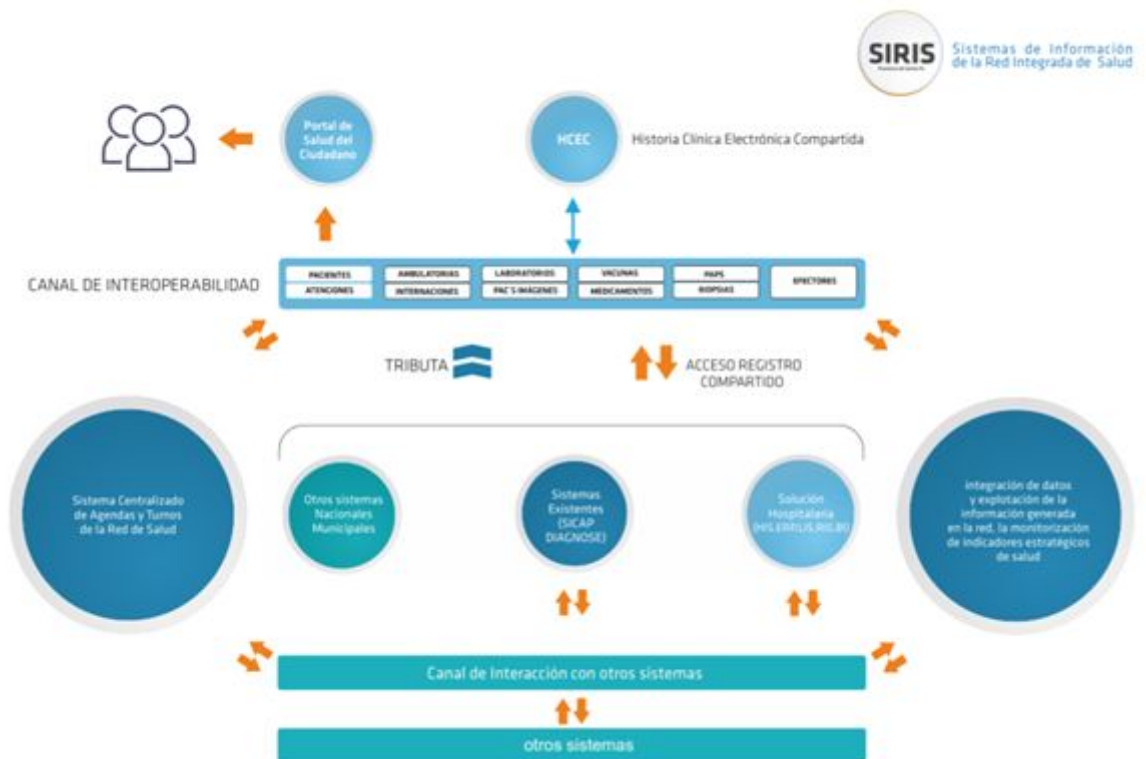 SIRIS
Sistemas de Información
de la Red Integrada de Salud
Portal de
Salud del
Ciudadano
HCEC
Historia Clínica Electrónica Compartida
CANAL DE INTEROPERABILIDAD
PACIENTES
ATENCIONES
AMBULATORIAS
INTERNACIONES
LABORATORIOS
PAC´S IMÁGENES
VACUNAS
MEDICAMENTOS
PAPS
BIOPSIAS
EFECTORES
TRIBUTA
ACCESO REGISTRO
COMPARTIDO
Sistema Centralizado
de Agendas y Turnos
de la Red de Salud
Otros sistemas
Nacionales
Municipales
Sistemas
Existentes
(SICAP
DIAGNOSE)
Solución
Hospitalaria
integración de datos
y explotación de la
información generada
en la red, la monitorización
de indicadores estratégicos
de salud
Canal de Interacción con otros sistemas
otros sistemas